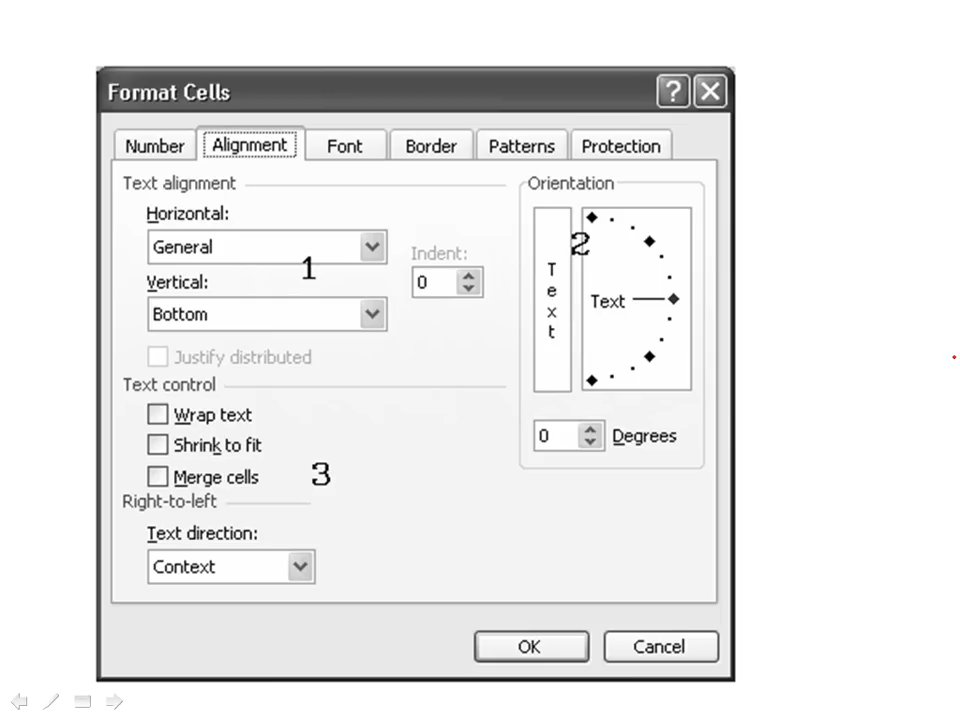 Format Cells
Number Alignment Font Border Patterns Protection
Text alignment
Horizontal:
General
1
Indent:
0
Vertical:
Bottom
Justify distributed
Text control
Wrap text
Shrink to fit
Merge cells
3
Right-to-left
Text direction:
Context
Orientation
2
Text
Text
0 Degrees
OK Cancel